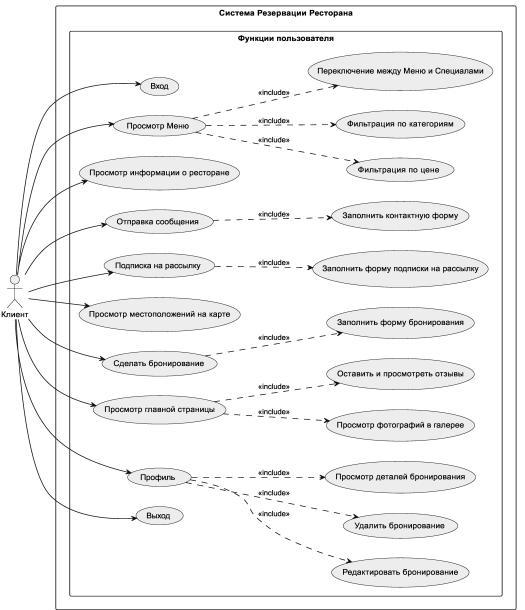 Система Резервации Ресторана
Функции пользователя
Переключение между Меню и Специалами
Вход
«include»
Просмотр Меню
«include»
Фильтрация по категориям
«include»
Фильтрация по цене
Просмотр информации о ресторане
Отправка сообщения
«include»
Заполнить контактную форму
Подписка на рассылку
«include»
Заполнить форму подписки на рассылку
Клиент
Просмотр местоположений на карте
Заполнить форму бронирования
«include»
Сделать бронирование
Оставить и просмотреть отзывы
«include»
Просмотр главной страницы
«include»
Просмотр фотографий в галерее
Профиль
«include»
Просмотр деталей бронирования
«include»
Выход
«include»
Удалить бронирование
Редактировать бронирование